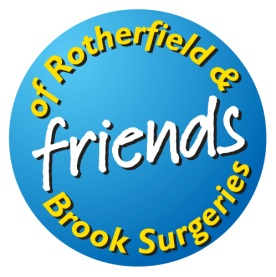 friends
of Rotherfield &
Brook Surgeries